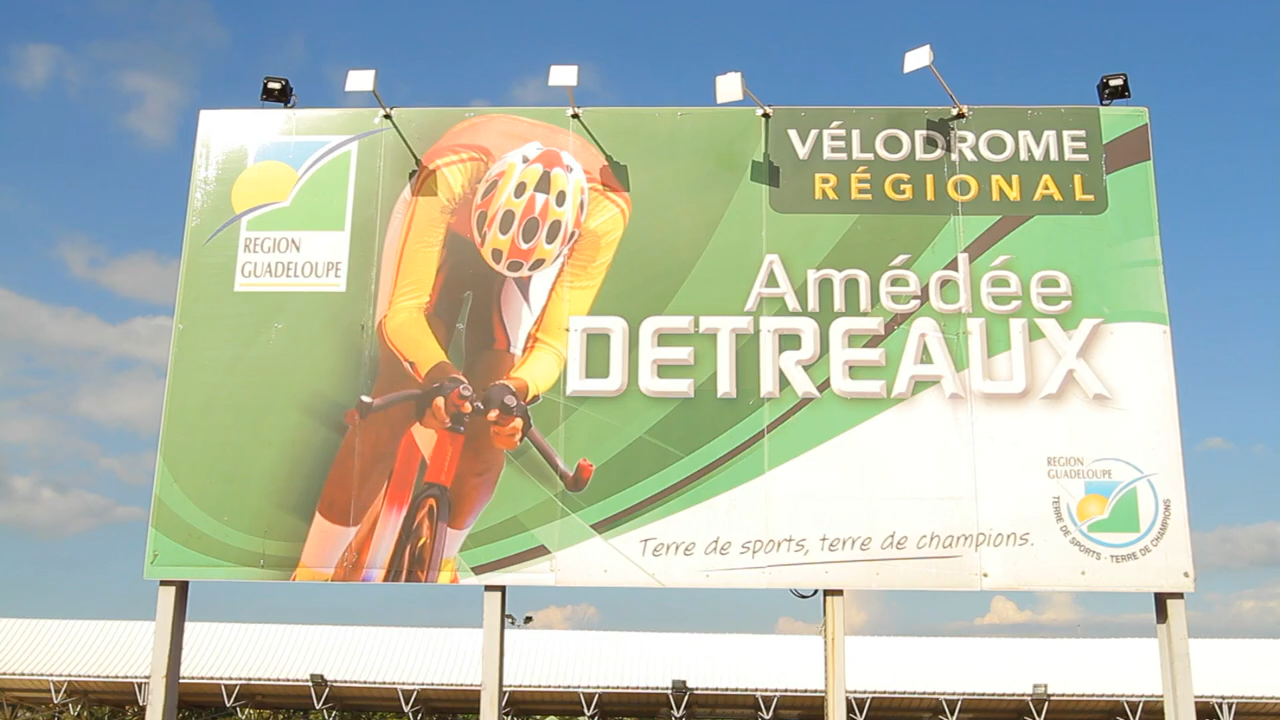 REGION
GUADELOUPE
VÉLODROME
RÉGIONAL
Amédée
DETREAUX
Terre de sports, terre de champions.
REGION
GUADELOUPE
TERRE DE SPORTS - TERRE DE CHAMPIONS